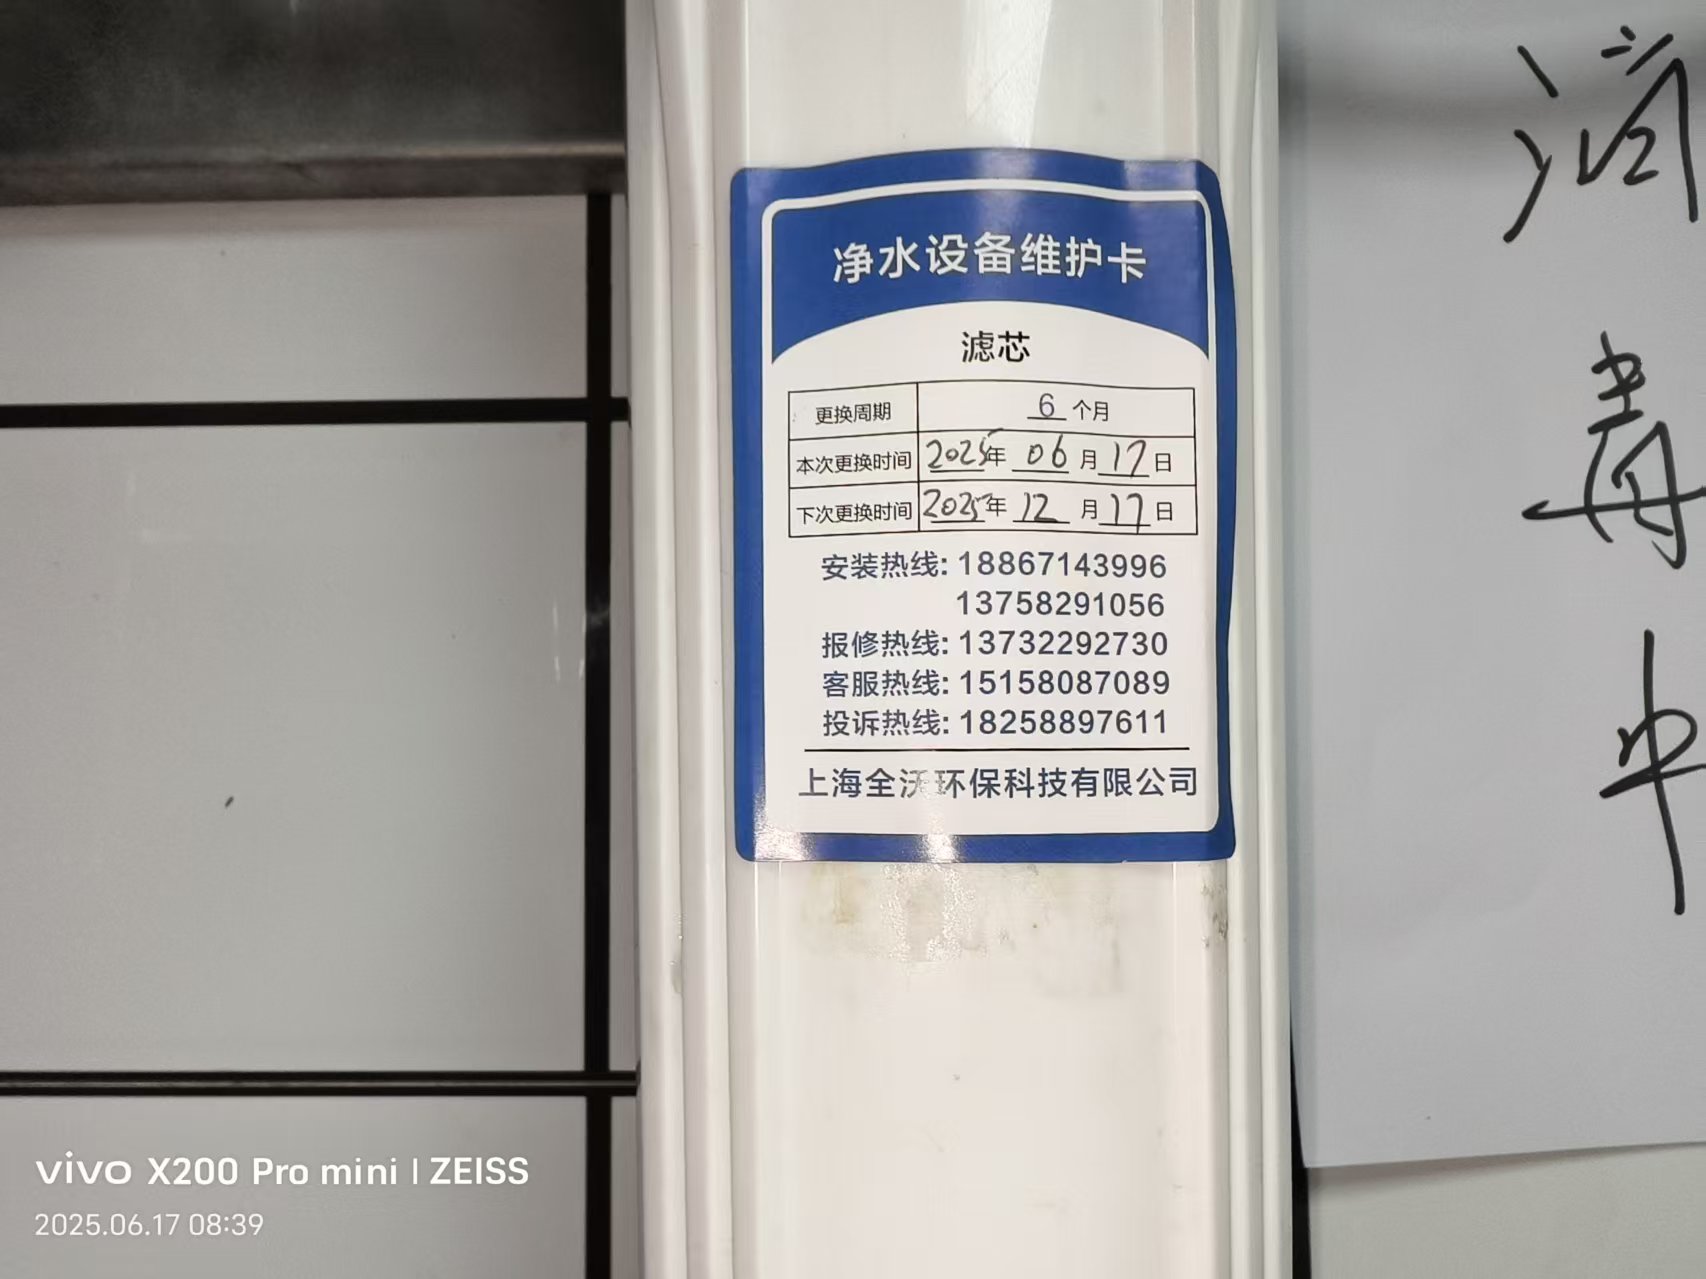 净水设备维护卡
滤芯
更换周期 6 个月
本次更换时间 2025年 06 月 17 日
下次更换时间 2025年 12 月 17 日
安装热线: 18867143996
13758291056
报修热线: 13732292730
客服热线: 15158087089
投诉热线: 18258897611
上海全沃环保科技有限公司
消
毒
中
vivo X200 Pro mini | ZEISS
2025.06.17 08:39